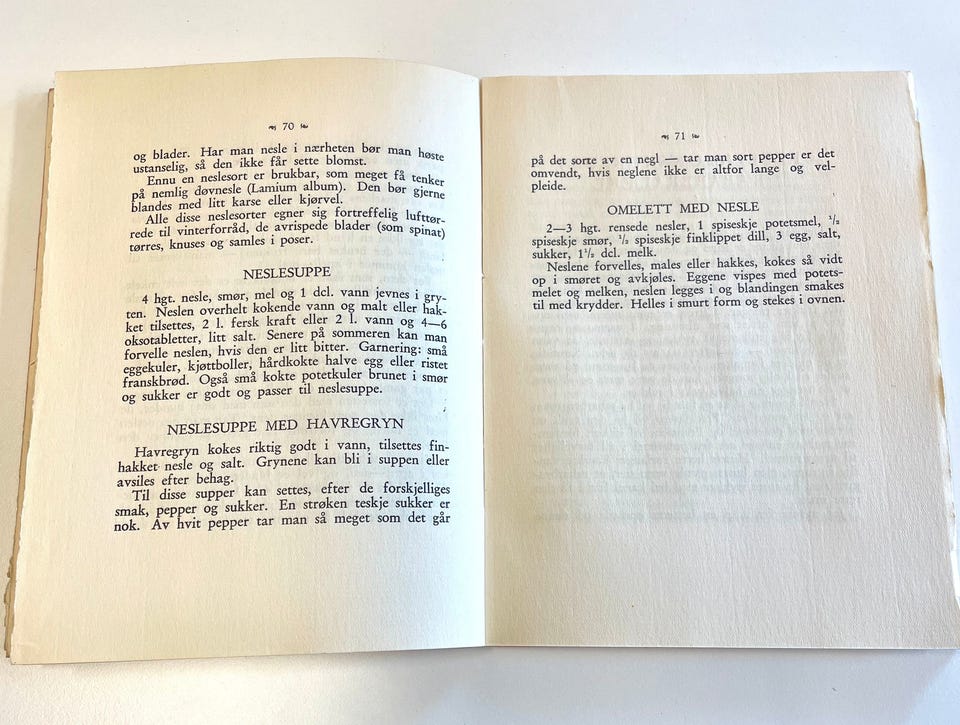 70
og blader. Har man nesle i nærheten bør man høste
ustanselig, så den ikke får sette blomst.
Ennu en neslesort er brukbar, som meget få tenker
på nemlig døvnesle (Lamium album). Den bør gjerne
blandes med litt karse eller kjørvel.
Alle disse neslesorter egner sig fortreffelig lufttør-
rede til vinterforråd, de avrispede blader (som spinat)
tørres, knuses og samles i poser.
NESLESUPPE
4 hgt. nesle, smør, mel og 1 dcl. vann jevnes i gry-
ten. Neslen overhelt kokende vann og malt eller hak-
ket tilsettes, 2 l. fersk kraft eller 2 l. vann og 4—6
oksotabletter, litt salt. Senere på sommeren kan man
forvelle neslen, hvis den er litt bitter. Garnering: små
eggekuler, kjøttboller, hårdkokte halve egg eller ristet
franskbrød. Også små kokte potetkuler brunet i smør
og sukker er godt og passer til neslesuppe.
NESLESUPPE MED HAVREGRYN
Havregryn kokes riktig godt i vann, tilsettes fin-
hakket nesle og salt. Grynene kan bli i suppen eller
avsiles efter behag.
Til disse supper kan settes, efter de forskjelliges
smak, pepper og sukker. En strøken teskje sukker er
nok. Av hvit pepper tar man så meget som det går
71
på det sorte av en negl — tar man sort pepper er det
omvendt, hvis neglene ikke er altfor lange og vel-
pleide.
OMELETT MED NESLE
2—3 hgt. rensede nesler, 1 spiseskje potetsmel, 1/2
spiseskje smør, 1/2 spiseskje finklippet dill, 3 egg, salt,
sukker, 1 1/2 dcl. melk.
Neslene forvelles, males eller hakkes, kokes så vidt
op i smøret og avkjøles. Eggene vispes med potets-
melet og melken, neslen legges i og blandingen smakes
til med krydder. Helles i smurt form og stekes i ovnen.